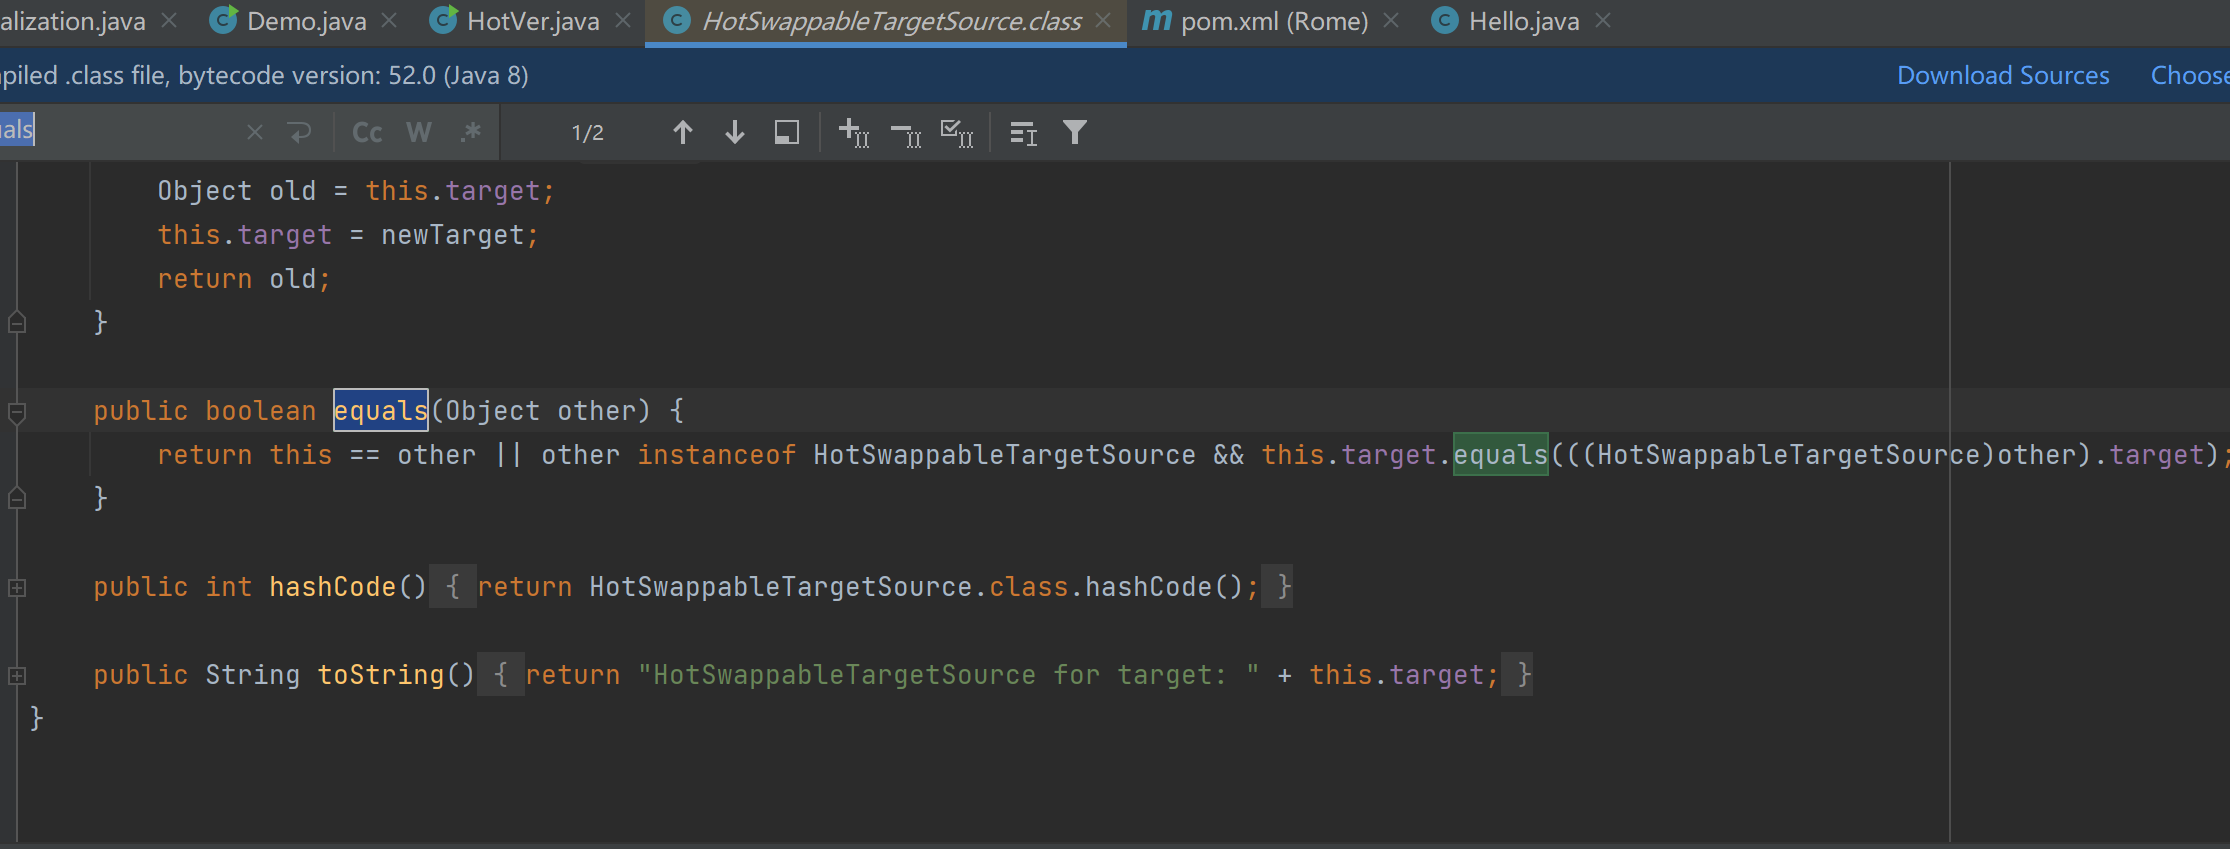 alization.java Demo.java HotVer.java HotSwappableTargetSource.class pom.xml (Rome) Hello.java
piled .class file, bytecode version: 52.0 (Java 8) Download Sources Choose
als Cc W .* 1/2
Object old = this.target;
this.target = newTarget;
return old;
}
public boolean equals(Object other) {
return this == other || other instanceof HotSwappableTargetSource && this.target.equals(((HotSwappableTargetSource)other).target);
}
public int hashCode() { return HotSwappableTargetSource.class.hashCode(); }
public String toString() { return "HotSwappableTargetSource for target: " + this.target; }
}